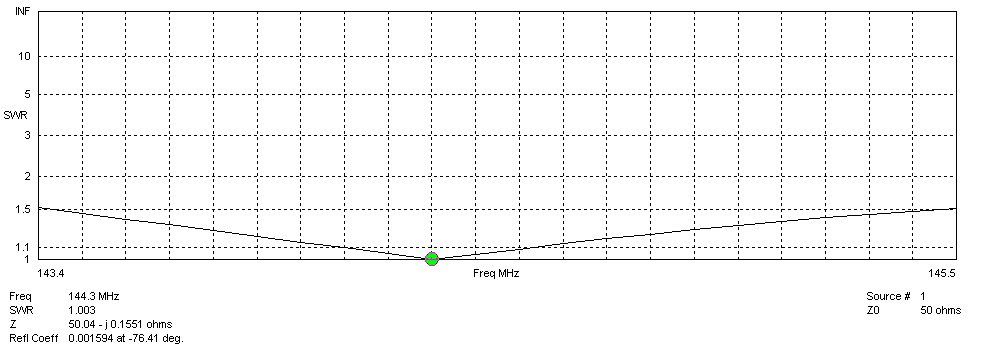 INF
10
5
SWR
3
2
1.5
1.1
1
143.4
Freq MHz
145.5
Freq 144.3 MHz
SWR 1.003
Z 50.04 - j 0.1551 ohms
Refl Coeff 0.001594 at -76.41 deg.
Source # 1
Z0 50 ohms